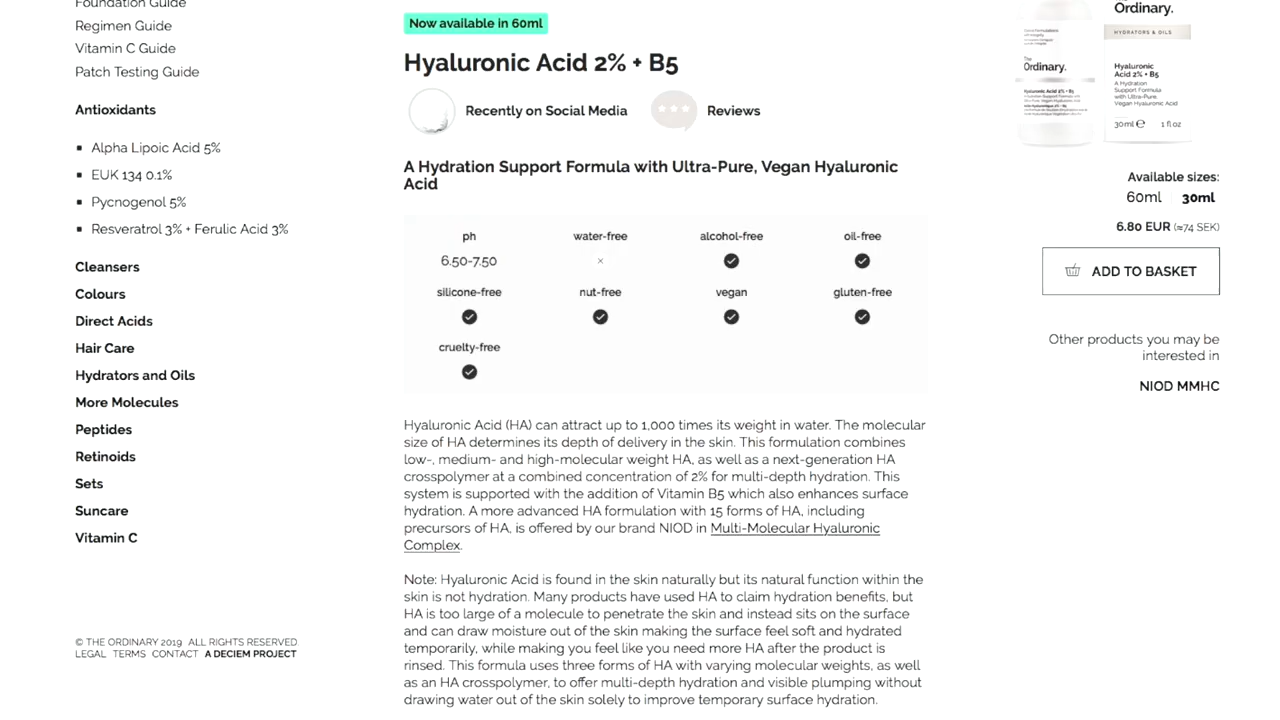 Foundation Guide
Regimen Guide
Vitamin C Guide
Patch Testing Guide
Antioxidants
Alpha Lipoic Acid 5%
EUK 134 0.1%
Pycnogenol 5%
Resveratrol 3% + Ferulic Acid 3%
Cleansers
Colours
Direct Acids
Hair Care
Hydrators and Oils
More Molecules
Peptides
Retinoids
Sets
Suncare
Vitamin C
© THE ORDINARY 2019 ALL RIGHTS RESERVED.
LEGAL TERMS CONTACT A DECIEM PROJECT
Now available in 60ml
Hyaluronic Acid 2% + B5
Recently on Social Media Reviews
A Hydration Support Formula with Ultra-Pure, Vegan Hyaluronic
Acid
ph water-free alcohol-free oil-free
6.50-7.50
silicone-free nut-free vegan gluten-free
cruelty-free
Hyaluronic Acid (HA) can attract up to 1,000 times its weight in water. The molecular
size of HA determines its depth of delivery in the skin. This formulation combines
low-, medium- and high-molecular weight HA, as well as a next-generation HA
crosspolymer at a combined concentration of 2% for multi-depth hydration. This
system is supported with the addition of Vitamin B5 which also enhances surface
hydration. A more advanced HA formulation with 15 forms of HA, including
precursors of HA, is offered by our brand NIOD in Multi-Molecular Hyaluronic
Complex.
Note: Hyaluronic Acid is found in the skin naturally but its natural function within the
skin is not hydration. Many products have used HA to claim hydration benefits, but
HA is too large of a molecule to penetrate the skin and instead sits on the surface
and can draw moisture out of the skin making the surface feel soft and hydrated
temporarily, while making you feel like you need more HA after the product is
rinsed. This formula uses three forms of HA with varying molecular weights, as well
as an HA crosspolymer, to offer multi-depth hydration and visible plumping without
drawing water out of the skin solely to improve temporary surface hydration.
The
Ordinary.
Hyaluronic Acid 2% + B5
Ordinary.
HYDRATORS & OILS
Hyaluronic
Acid 2% + B5
A Hydration
Support Formula
with Ultra-Pure,
Vegan Hyaluronic Acid
30ml ℮ 1 fl oz
Available sizes:
60ml 30ml
6.80 EUR (≈74 SEK)
ADD TO BASKET
Other products you may be
interested in
NIOD MMHC